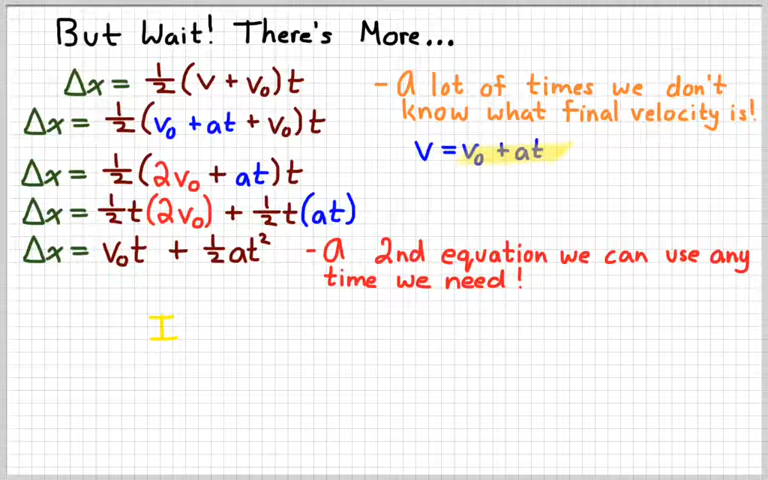 But Wait! There's More...
Δx = ½(v + v₀)t
- A lot of times we don't
know what final velocity is!
Δx = ½(v₀ + at + v₀)t
v = v₀ + at
Δx = ½(2v₀ + at)t
Δx = ½t(2v₀) + ½t(at)
Δx = v₀t + ½at²
- A 2nd equation we can use any
time we need!
I